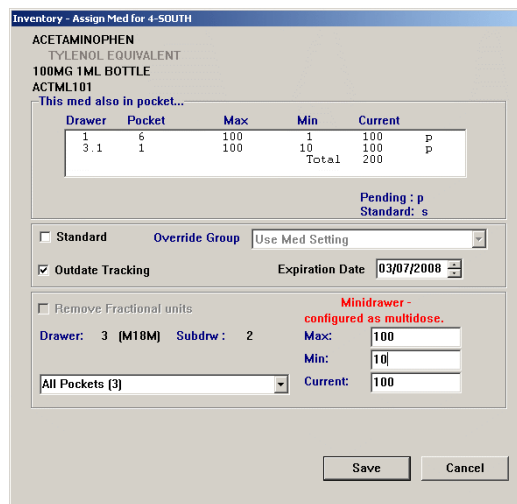 Inventory - Assign Med for 4-SOUTH
ACETAMINOPHEN
TYLENOL EQUIVALENT
100MG 1ML BOTTLE
ACTML101
This med also in pocket...
Drawer Pocket Max Min Current
1 6 100 1 100 p
3.1 1 100 10 100 p
Total 200
Pending : p
Standard: s
Standard Override Group Use Med Setting
Outdate Tracking Expiration Date 03/07/2008
Remove Fractional units Minidrawer -
configured as multidose.
Drawer: 3 (M18M) Subdrw : 2 Max: 100
Min: 10
All Pockets (3) Current: 100
Save Cancel